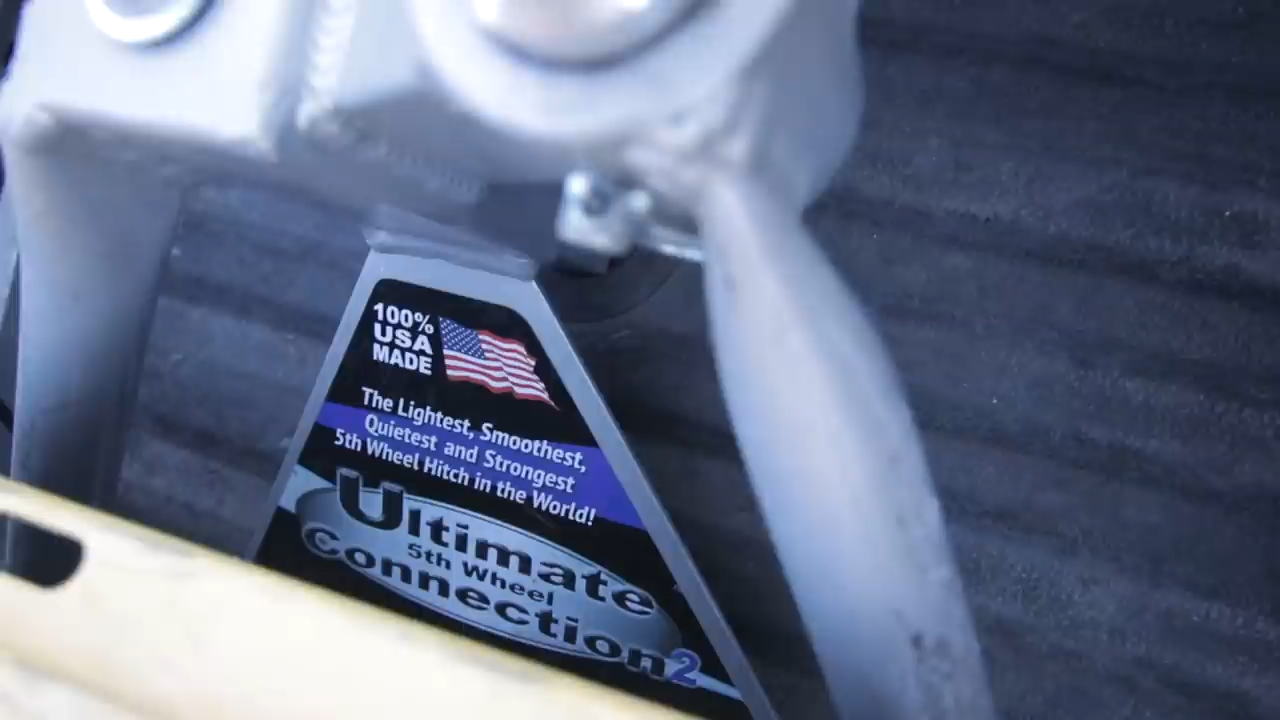 100%
USA
MADE
The Lightest, Smoothest,
Quietest and Strongest
5th Wheel Hitch in the World!
Ultimate
5th Wheel
Connection2